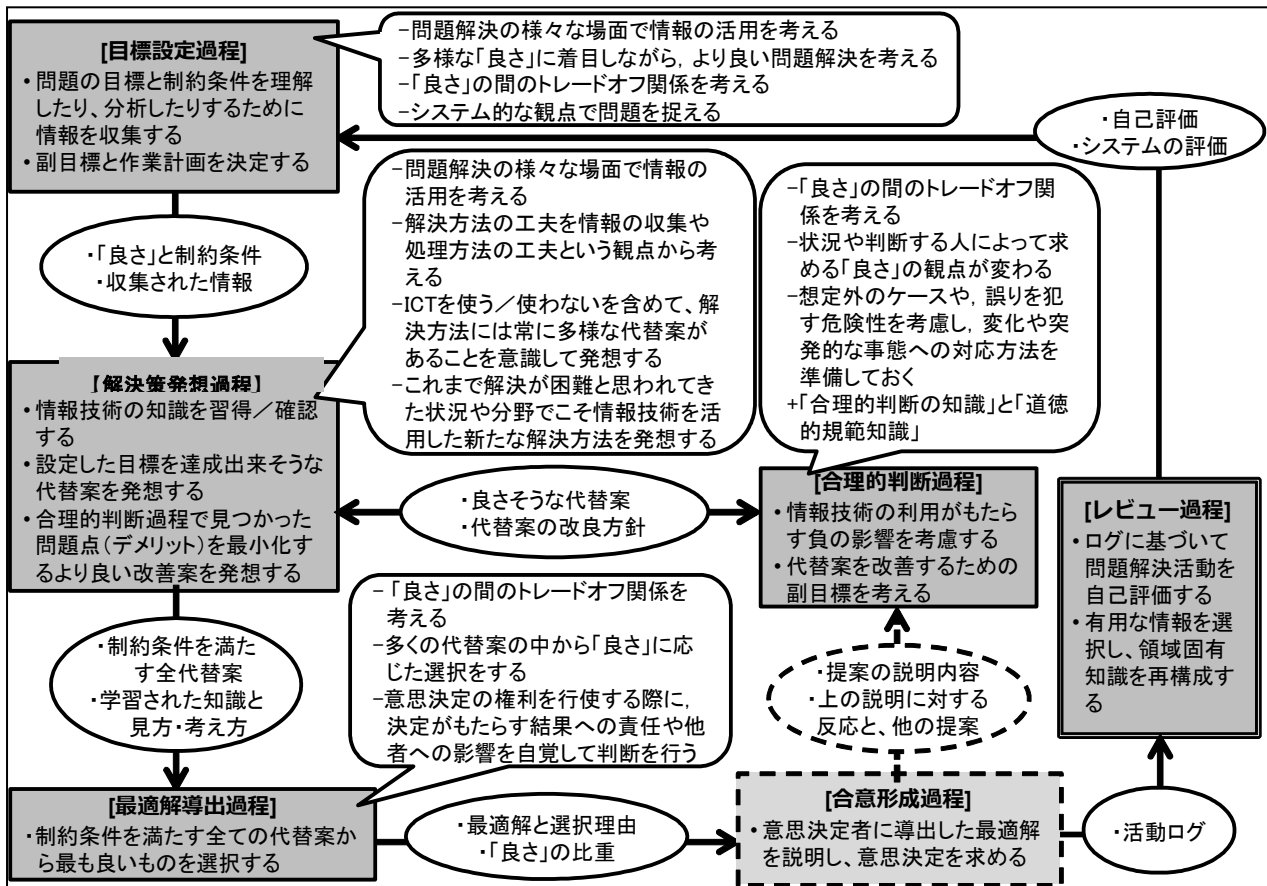 [目標設定過程]
・問題の目標と制約条件を理解
したり、分析したりするために
情報を収集する
・副目標と作業計画を決定する
−問題解決の様々な場面で情報の活用を考える
−多様な「良さ」に着目しながら，より良い問題解決を考える
−「良さ」の間のトレードオフ関係を考える
−システム的な観点で問題を捉える
・自己評価
・システムの評価
・「良さ」と制約条件
・収集された情報
−問題解決の様々な場面で情報の
活用を考える
−解決方法の工夫を情報の収集や
処理方法の工夫という観点から考
える
−ICTを使う／使わないを含めて、解
決方法には常に多様な代替案が
あることを意識して発想する
−これまで解決が困難と思われてき
た状況や分野でこそ情報技術を活
用した新たな解決方法を発想する
−「良さ」の間のトレードオフ関
係を考える
−状況や判断する人によって求
める「良さ」の観点が変わる
−想定外のケースや，誤りを犯
す危険性を考慮し，変化や突
発的な事態への対応方法を
準備しておく
+「合理的判断の知識」と「道徳
的規範知識」
【解決策発想過程】
・情報技術の知識を習得／確認
する
・設定した目標を達成出来そうな
代替案を発想する
・合理的判断過程で見つかった
問題点（デメリット）を最小化す
るより良い改善案を発想する
・良さそうな代替案
・代替案の改良方針
[合理的判断過程]
・情報技術の利用がもたら
す負の影響を考慮する
・代替案を改善するための
副目標を考える
[レビュー過程]
・ログに基づいて
問題解決活動を
自己評価する
・有用な情報を選
択し、領域固有
知識を再構成す
る
・制約条件を満た
す全代替案
・学習された知識と
見方・考え方
−「良さ」の間のトレードオフ関係を
考える
−多くの代替案の中から「良さ」に応
じた選択をする
−意思決定の権利を行使する際に，
決定がもたらす結果への責任や他
者への影響を自覚して判断を行う
・提案の説明内容
・上の説明に対する
反応と、他の提案
[最適解導出過程]
・制約条件を満たす全ての代替案か
ら最も良いものを選択する
・最適解と選択理由
・「良さ」の比重
[合意形成過程]
・意思決定者に導出した最適解
を説明し、意思決定を求める
・活動ログ